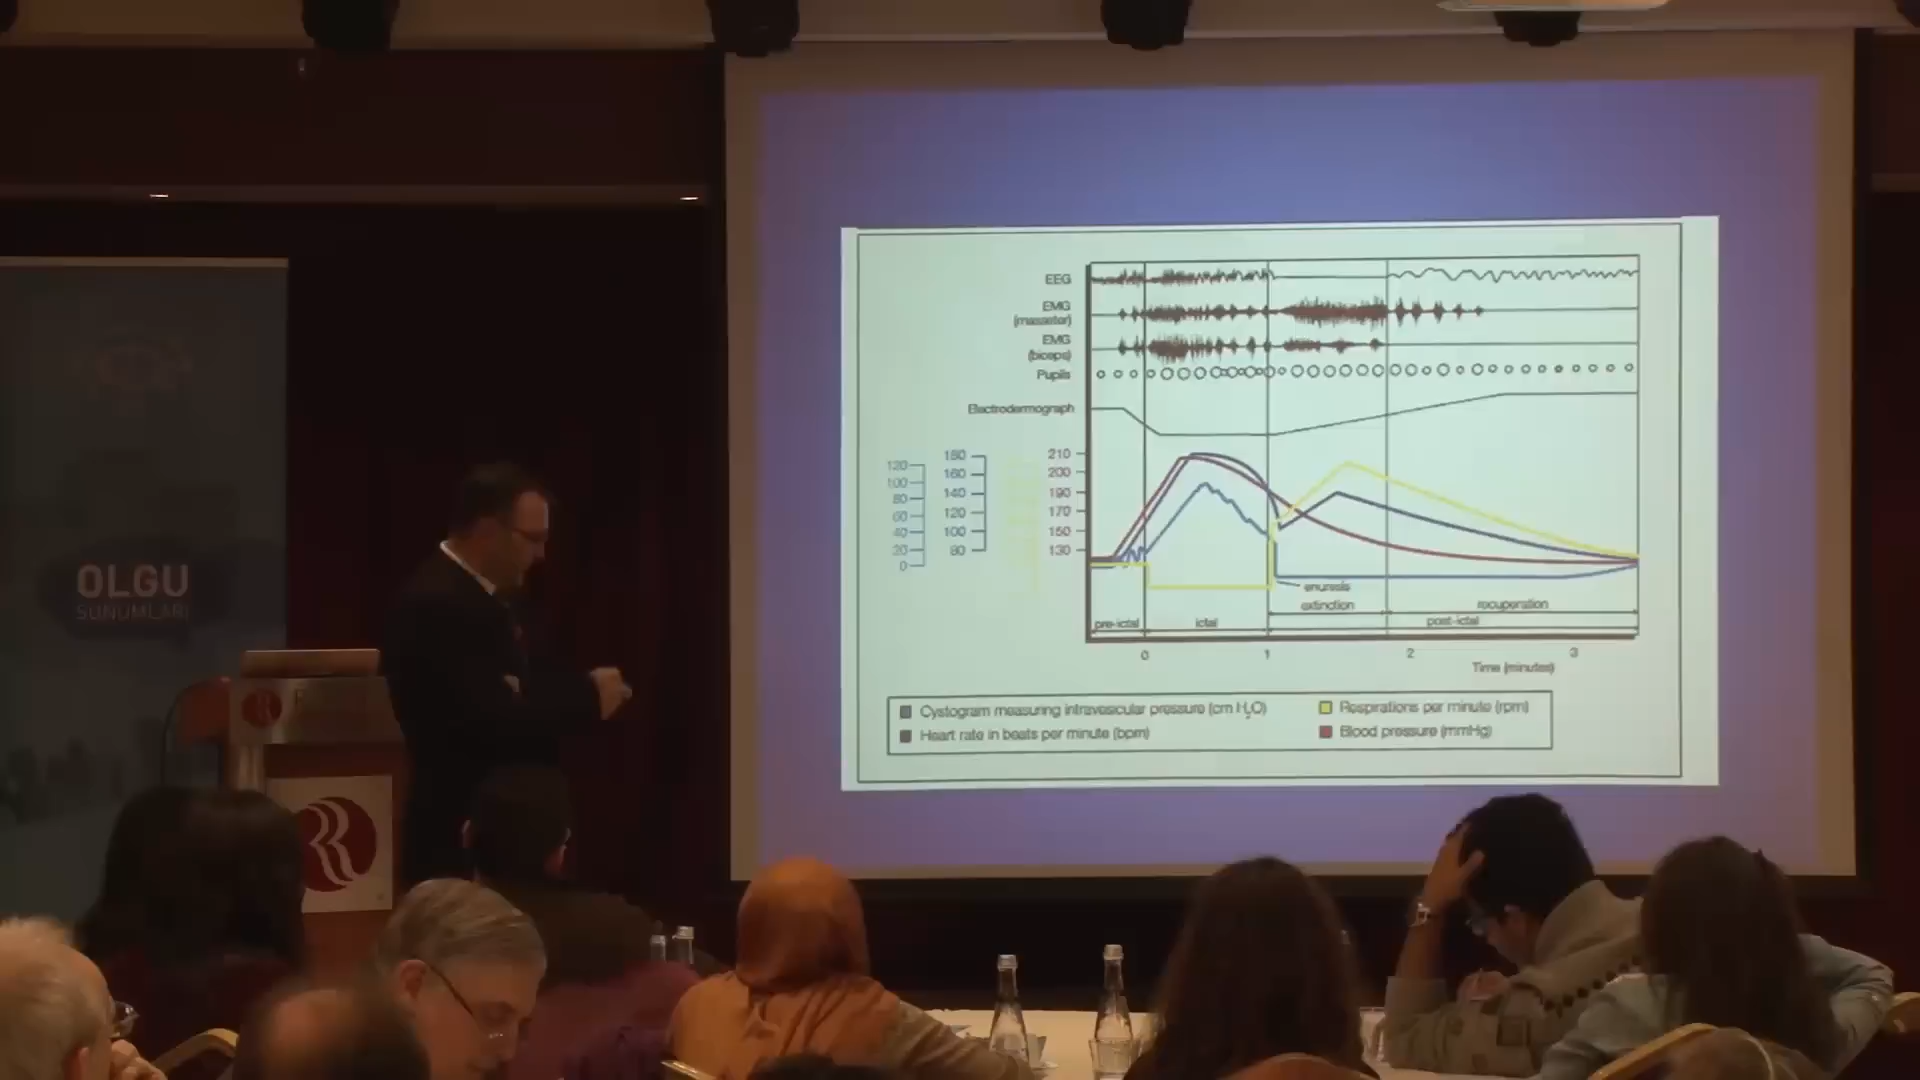 OLGU
SUNUMLARI
EEG
EMG
(masseter)
EMG
(biceps)
Pupils
Electrodermograph
120
100
80
60
40
20
0
180
160
140
120
100
80
210
200
190
170
150
130
enuresis
extinction
recuperation
pre-ictal
ictal
post-ictal
0
1
2
3
Time (minutes)
Cystogram measuring intravesicular pressure (cm H₂O)
Respirations per minute (rpm)
Heart rate in beats per minute (bpm)
Blood pressure (mmHg)
R